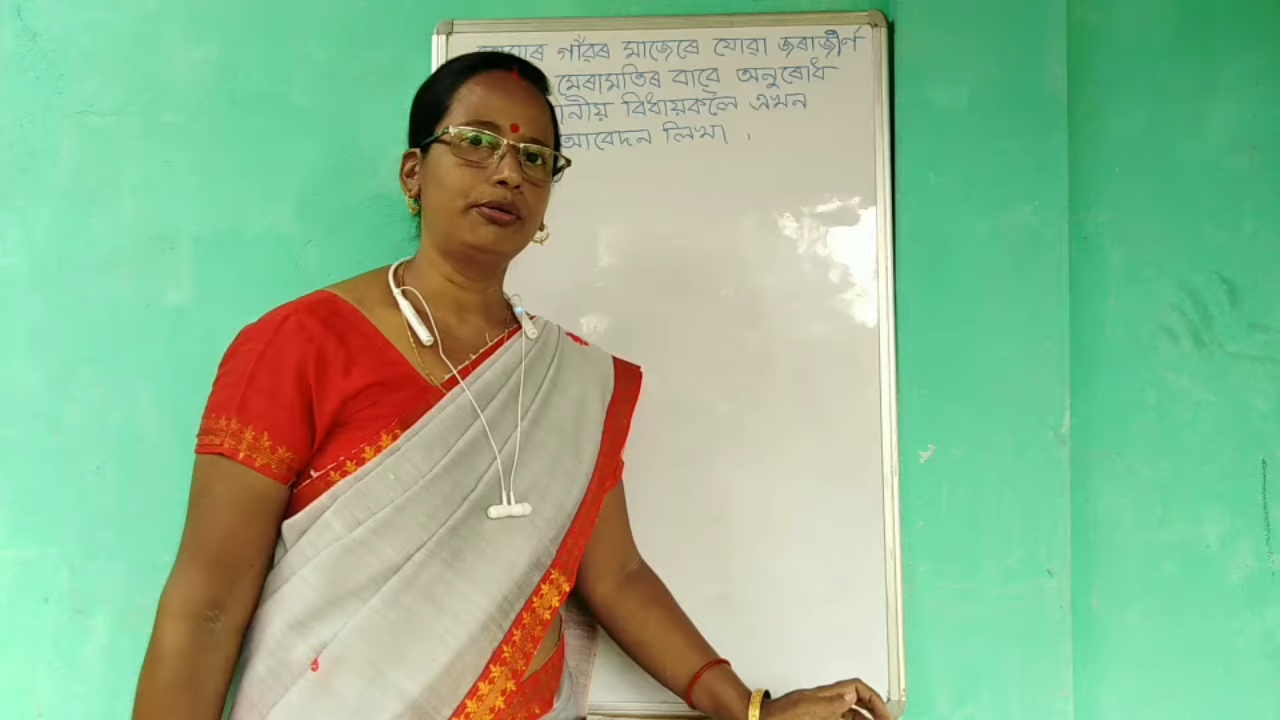 গাঁৱৰ মাজেৰে যোৱা জৰাজীৰ্ণ
মেৰামতিৰ বাবে অনুৰোধ
বিধায়কলৈ এখন
আবেদন লিখা ।